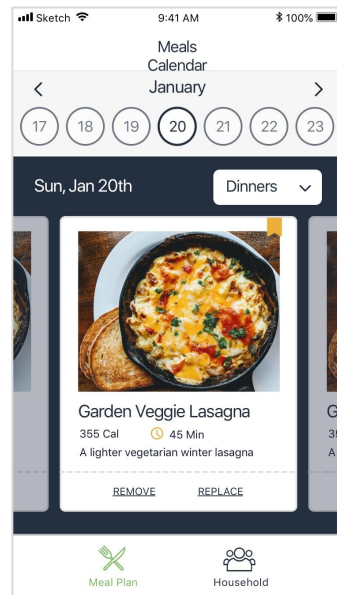 Sketch 9:41 AM 100%
Meals
Calendar
January
17 18 19 20 21 22 23
Sun, Jan 20th Dinners
Garden Veggie Lasagna G
355 Cal 45 Min 3
A lighter vegetarian winter lasagna A
REMOVE REPLACE
Meal Plan Household